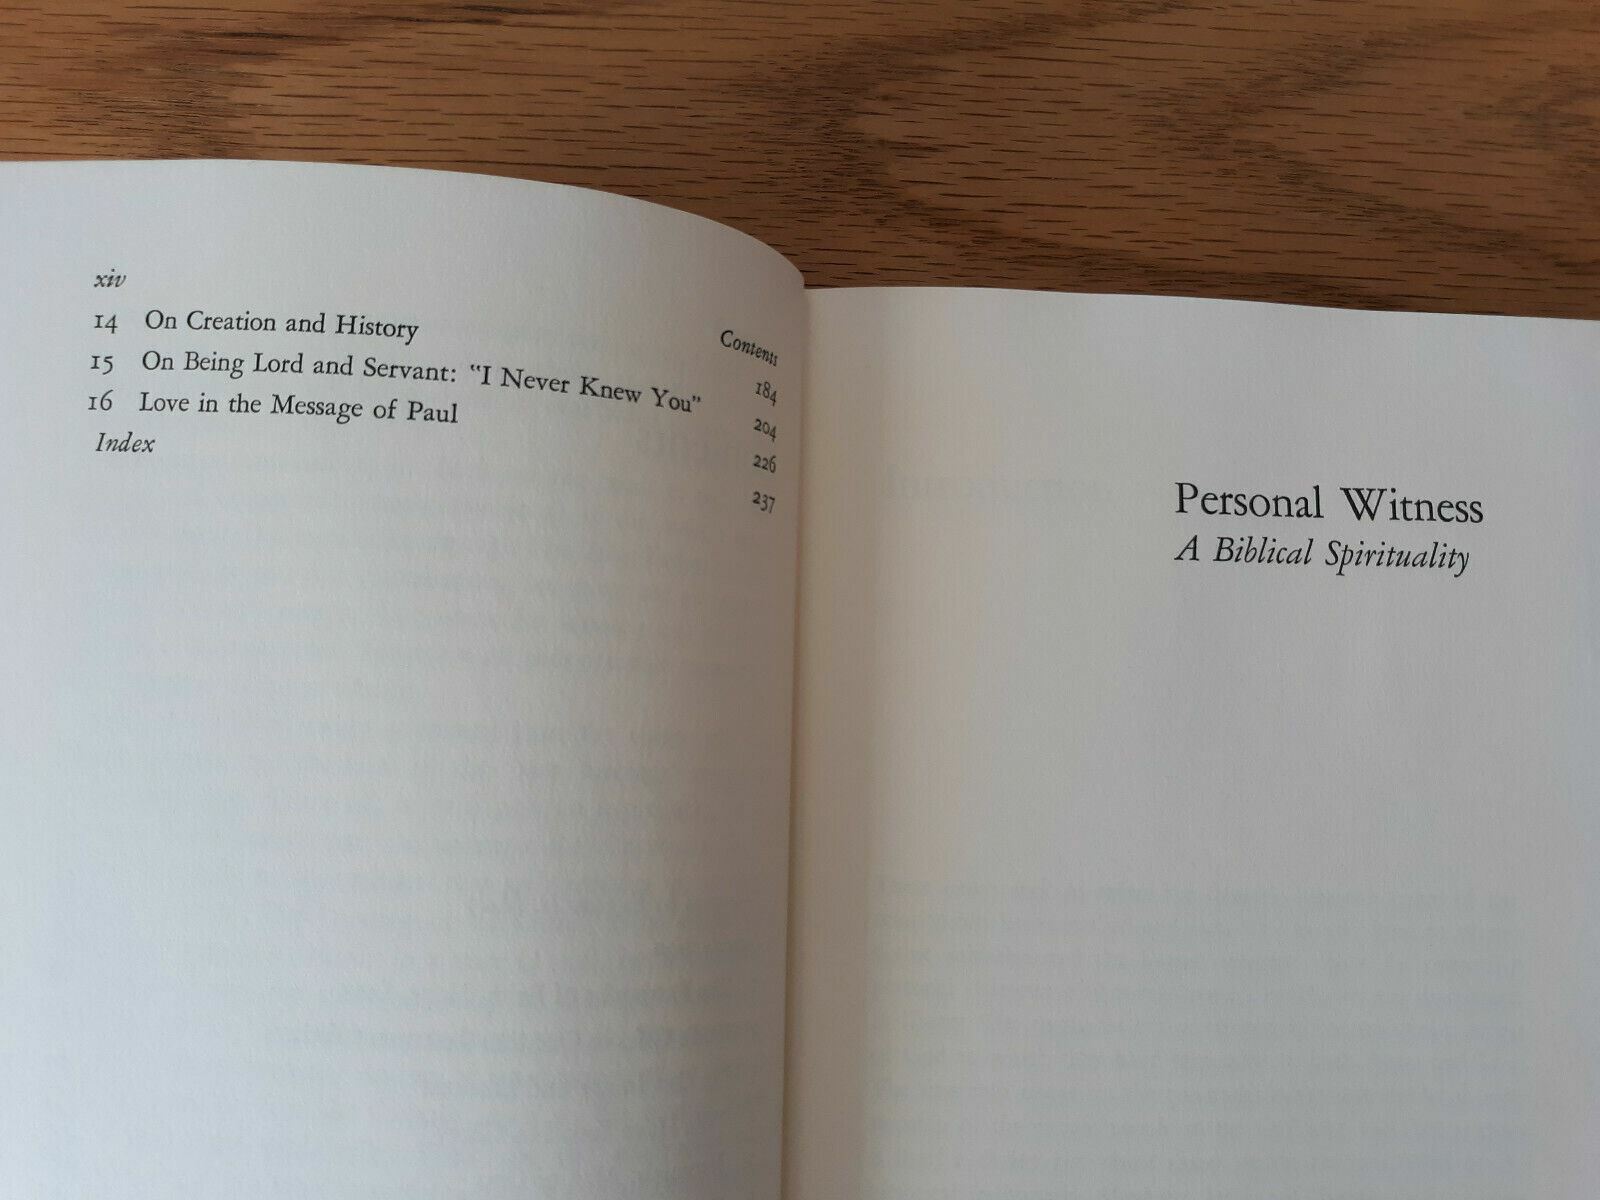 xiv
Contents
14 On Creation and History 184
15 On Being Lord and Servant: "I Never Knew You" 204
16 Love in the Message of Paul 226
Index 237
Personal Witness
A Biblical Spirituality